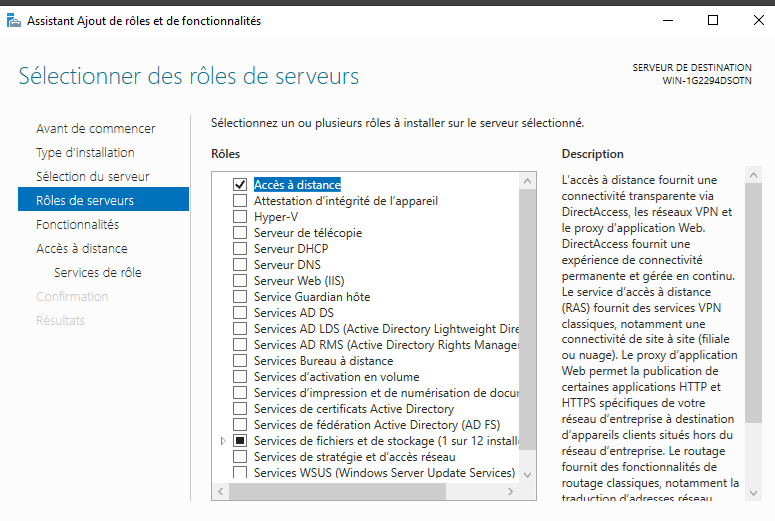 Assistant Ajout de rôles et de fonctionnalités
Sélectionner des rôles de serveurs
SERVEUR DE DESTINATION
WIN-1G2294DSOTN
Avant de commencer
Type d'installation
Sélection du serveur
Rôles de serveurs
Fonctionnalités
Accès à distance
Services de rôle
Confirmation
Résultats
Sélectionnez un ou plusieurs rôles à installer sur le serveur sélectionné.
Rôles
Accès à distance
Attestation d'intégrité de l'appareil
Hyper-V
Serveur de télécopie
Serveur DHCP
Serveur DNS
Serveur Web (IIS)
Service Guardian hôte
Services AD DS
Services AD LDS (Active Directory Lightweight Dire
Services AD RMS (Active Directory Rights Manager
Services Bureau à distance
Services d'activation en volume
Services d'impression et de numérisation de docu
Services de certificats Active Directory
Services de fédération Active Directory (AD FS)
Services de fichiers et de stockage (1 sur 12 installé
Services de stratégie et d'accès réseau
Services WSUS (Windows Server Update Services)
Description
L'accès à distance fournit une
connectivité transparente via
DirectAccess, les réseaux VPN et
le proxy d'application Web.
DirectAccess fournit une
expérience de connectivité
permanente et gérée en continu.
Le service d'accès à distance
(RAS) fournit des services VPN
classiques, notamment une
connectivité de site à site (filiale
ou nuage). Le proxy d'application
Web permet la publication de
certaines applications HTTP et
HTTPS spécifiques de votre
réseau d'entreprise à destination
d'appareils clients situés hors du
réseau d'entreprise. Le routage
fournit des fonctionnalités de
routage classiques, notamment la
traduction d'adresses réseau